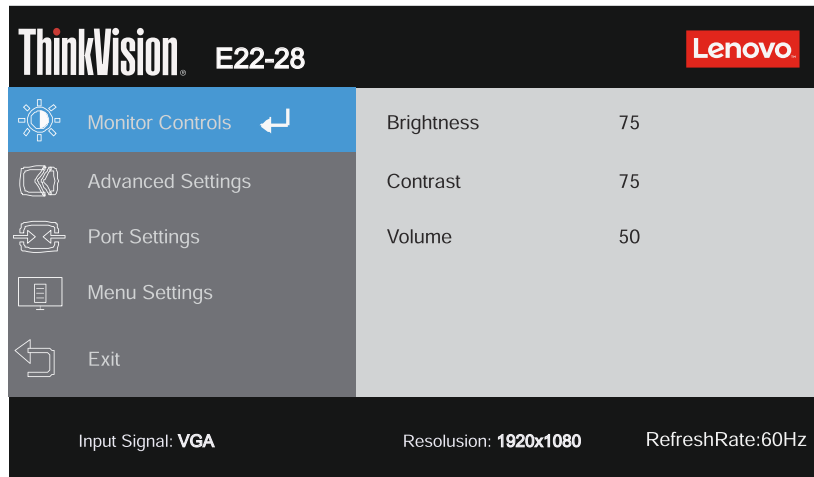 ThinkVision® E22-28
Lenovo
Monitor Controls
Brightness 75
Advanced Settings
Contrast 75
Port Settings
Volume 50
Menu Settings
Exit
Input Signal: VGA
Resolusion: 1920x1080
RefreshRate:60Hz